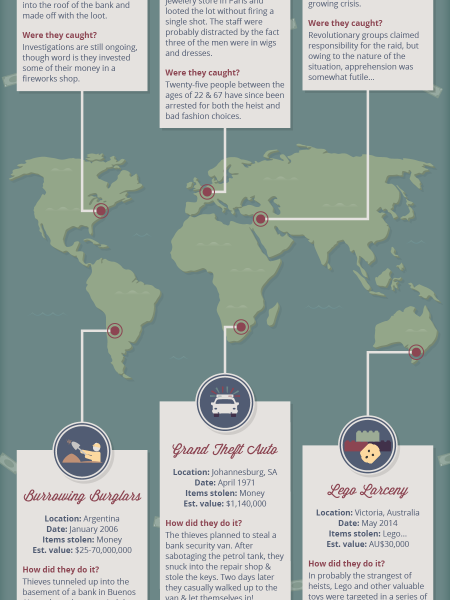 into the roof of the bank and
made off with the loot.
Were they caught?
Investigations are still ongoing,
though word is they invested
some of their money in a
fireworks shop.
jewellery store in Paris and
looted the lot without firing a
single shot. The staff were
probably distracted by the fact
three of the men were in wigs
and dresses.
Were they caught?
Twenty-five people between the
ages of 22 & 67 have since been
arrested for both the heist and
bad fashion choices.
growing crisis.
Were they caught?
Revolutionary groups claimed
responsibility for the raid, but
owing to the nature of the
situation, apprehension was
somewhat futile...
Burrowing Burglars
Location: Argentina
Date: January 2006
Items stolen: Money
Est. value: $25-70,000,000
How did they do it?
Thieves tunneled up into the
basement of a bank in Buenos
Grand Theft Auto
Location: Johannesburg, SA
Date: April 1971
Items stolen: Money
Est. value: $1,140,000
How did they do it?
The thieves planned to steal a
bank security van. After
sabotaging the petrol tank, they
snuck into the repair shop &
stole the keys. Two days later
they casually walked up to the
van & let themselves in!
Lego Larceny
Location: Victoria, Australia
Date: May 2014
Items stolen: Lego...
Est. value: AU$30,000
How did they do it?
In probably the strangest of
heists, Lego and other valuable
toys were targeted in a series of